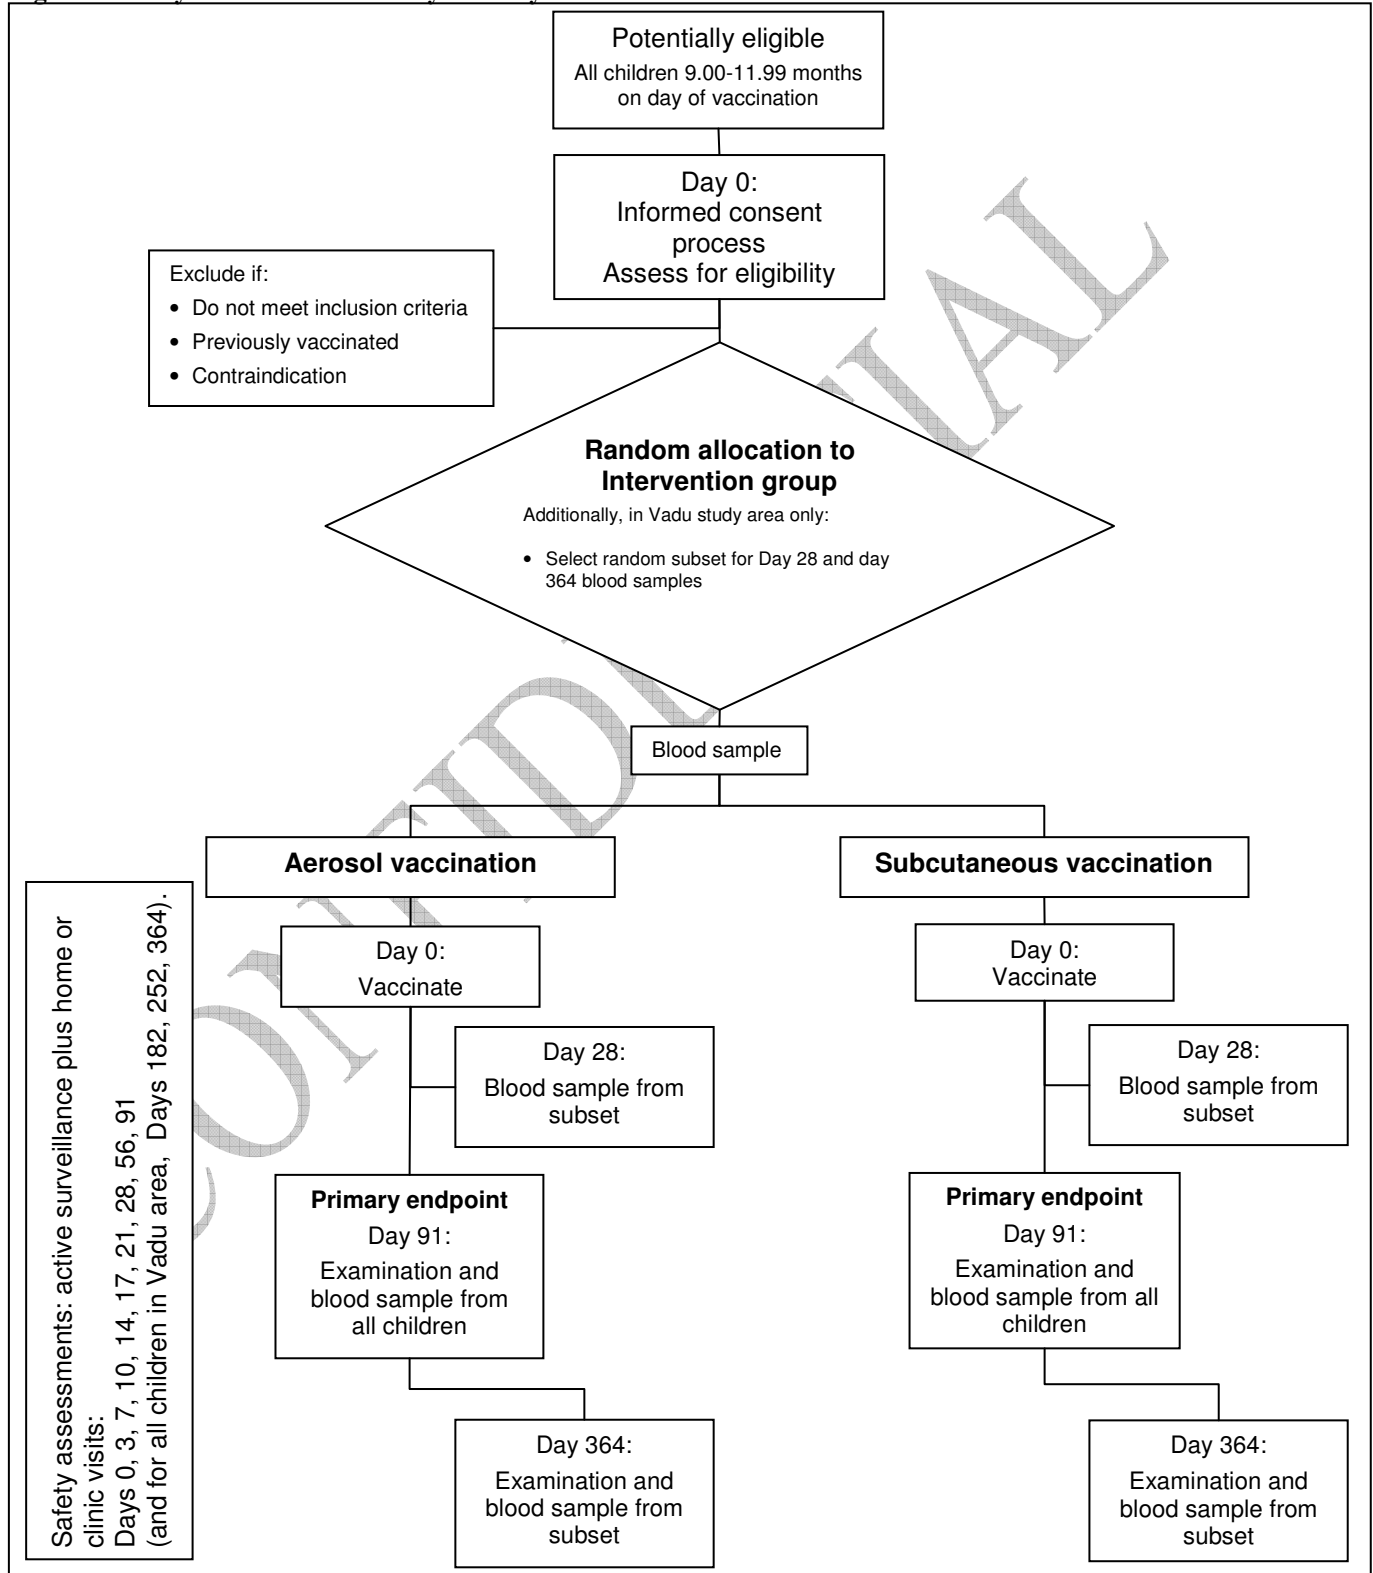 Potentially eligible
All children 9.00-11.99 months
on day of vaccination
Day 0:
Informed consent
process
Assess for eligibility
Exclude if:
• Do not meet inclusion criteria
• Previously vaccinated
• Contraindication
Random allocation to
Intervention group
Additionally, in Vadu study area only:
• Select random subset for Day 28 and day
364 blood samples
Blood sample
Aerosol vaccination
Subcutaneous vaccination
Day 0:
Vaccinate
Day 0:
Vaccinate
Day 28:
Blood sample from
subset
Day 28:
Blood sample from
subset
Primary endpoint
Day 91:
Examination and
blood sample from
all children
Primary endpoint
Day 91:
Examination and
blood sample from all
children
Day 364:
Examination and
blood sample from
subset
Day 364:
Examination and
blood sample from
subset
Safety assessments: active surveillance plus home or
clinic visits:
Days 0, 3, 7, 10, 14, 17, 21, 28, 56, 91
(and for all children in Vadu area, Days 182, 252, 364).